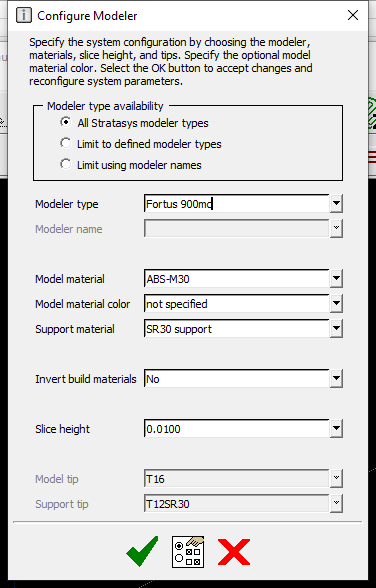 Configure Modeler
Specify the system configuration by choosing the modeler,
materials, slice height, and tips. Specify the optional model
material color. Select the OK button to accept changes and
reconfigure system parameters.
Modeler type availability
All Stratasys modeler types
Limit to defined modeler types
Limit using modeler names
Modeler type Fortus 900mc
Modeler name
Model material ABS-M30
Model material color not specified
Support material SR30 support
Invert build materials No
Slice height 0.0100
Model tip T16
Support tip T12SR30